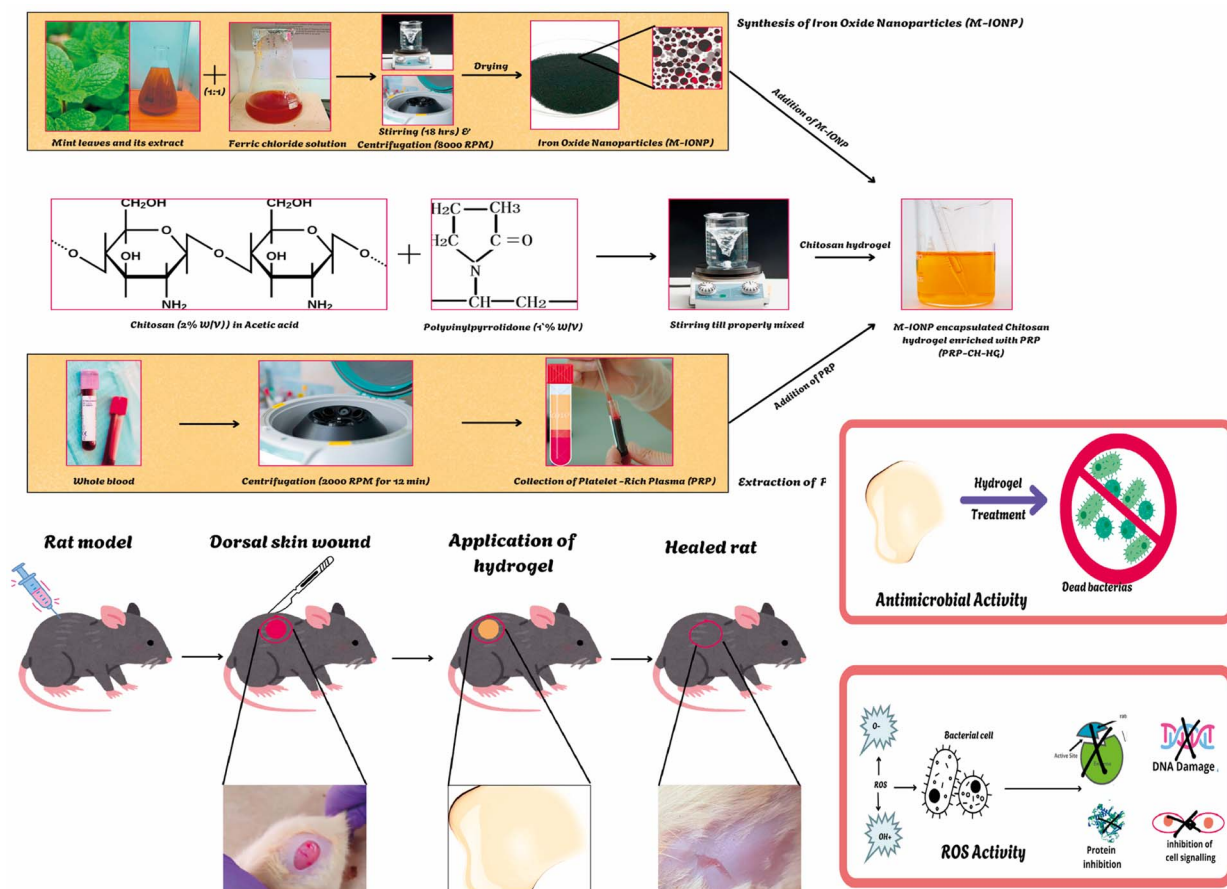 Synthesis of Iron Oxide Nanoparticles (M-IONP)
(1:1)
Drying
Mint leaves and its extract
Ferric chloride solution
Stirring (18 hrs) &
Centrifugation (8000 RPM)
Iron Oxide Nanoparticles (M-IONP)
Addition of M-IONP
CH₂OH
CH₂OH
O
O
O
O
O
OH
OH
NH₂
NH₂
Chitosan (2% W/V)) in Acetic acid
H₂C
CH3
H₂C
C=O
N
CH
CH₂
Polyvinylpyrrolidone (1`% W/V)
Stirring till properly mixed
Chitosan hydrogel
M-IONP encapsulated Chitosan
hydrogel enriched with PRP
(PRP-CH-HG)
Addition of PRP
Whole blood
Centrifugation (2000 RPM for 12 min)
Collection of Platelet -Rich Plasma (PRP)
Extraction of P
Rat model
Dorsal skin wound
Application of
hydrogel
Healed rat
Hydrogel
Treatment
Dead bacterias
Antimicrobial Activity
O-
ROS
OH+
Bacterial cell
Active Site
DNA Damage
Protein
inhibition
inhibition of
cell signalling
ROS Activity